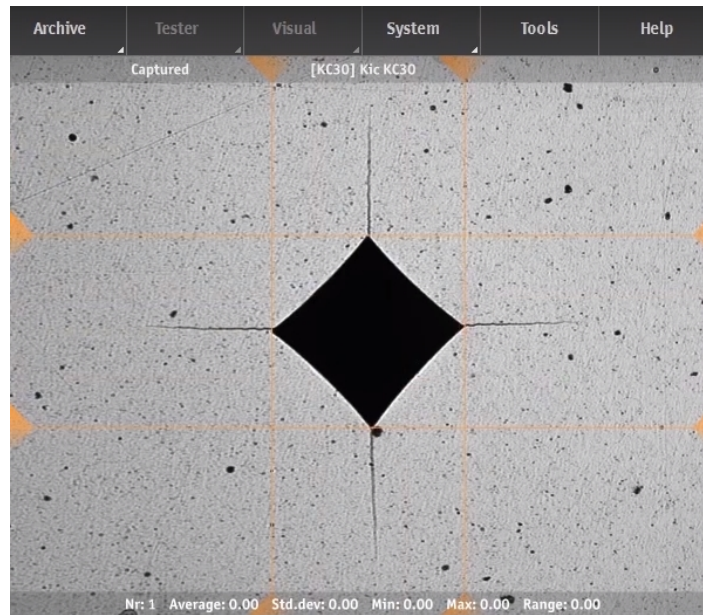 Archive Tester Visual System Tools Help
Captured [KC30] Kic KC30
Nr: 1 Average: 0.00 Std.dev: 0.00 Min: 0.00 Max: 0.00 Range: 0.00